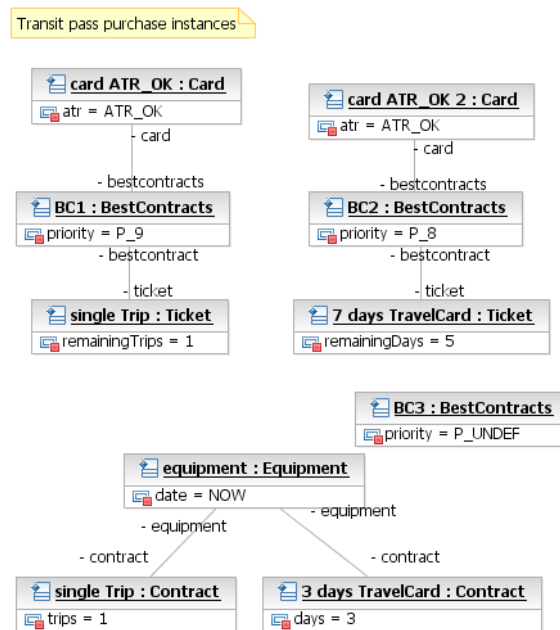 Transit pass purchase instances
card ATR_OK : Card
atr = ATR_OK
- card
- bestcontracts
BC1 : BestContracts
priority = P_9
- bestcontract
- ticket
single Trip : Ticket
remainingTrips = 1
card ATR_OK 2 : Card
atr = ATR_OK
- card
- bestcontracts
BC2 : BestContracts
priority = P_8
- bestcontract
- ticket
7 days TravelCard : Ticket
remainingDays = 5
BC3 : BestContracts
priority = P_UNDEF
equipment : Equipment
date = NOW
- equipment
- equipment
- contract
- contract
single Trip : Contract
trips = 1
3 days TravelCard : Contract
days = 3